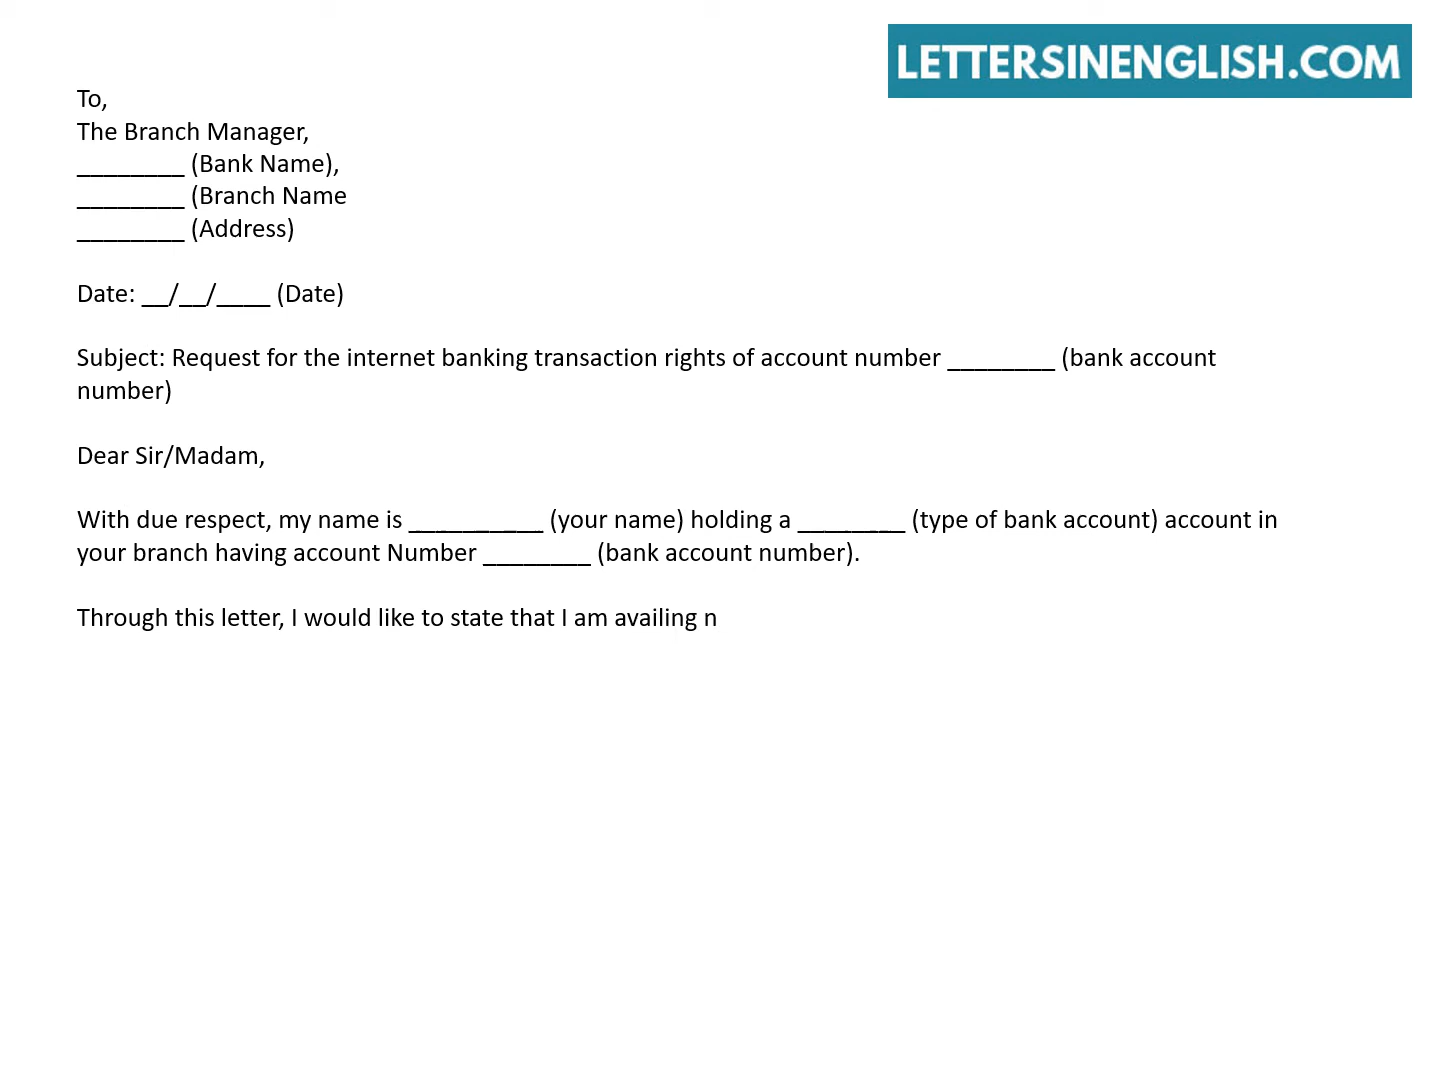 LETTERSINENGLISH.COM
To,
The Branch Manager,
________ (Bank Name),
________ (Branch Name
________ (Address)
Date: __/__/____ (Date)
Subject: Request for the internet banking transaction rights of account number ________ (bank account
number)
Dear Sir/Madam,
With due respect, my name is __________ (your name) holding a ________ (type of bank account) account in
your branch having account Number ________ (bank account number).
Through this letter, I would like to state that I am availing n